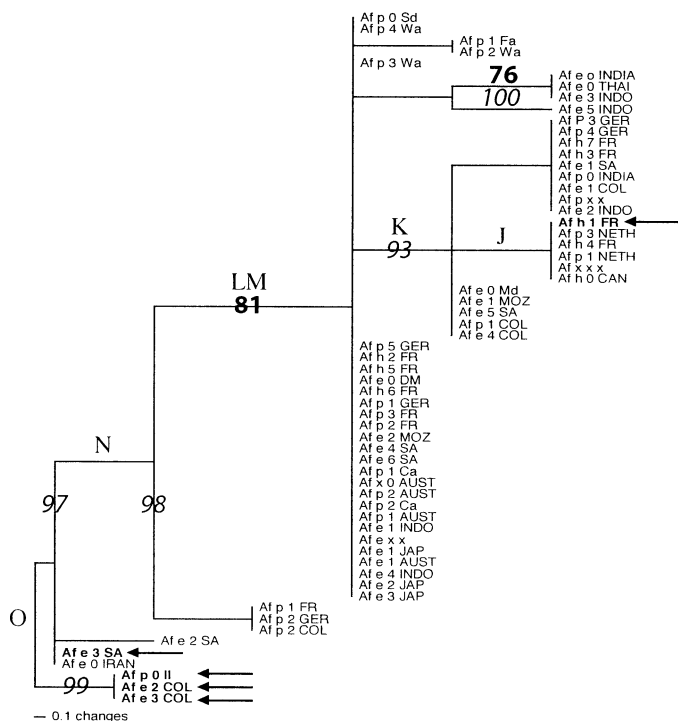 Af p 0 Sd
Af p 4 Wa
Af p 1 Fa
Af p 2 Wa
Af p 3 Wa
76
100
Af e o INDIA
Af e 0 THAI
Af e 3 INDO
Af e 5 INDO
Af P 3 GER
Af p 4 GER
Af h 7 FR
Af h 3 FR
Af e 1 SA
Af p 0 INDIA
Af e 1 COL
Af p x x
Af e 2 INDO
K
93
J
Af h 1 FR
Af p 3 NETH
Af h 4 FR
Af p 1 NETH
Af x x x
Af h 0 CAN
LM
81
Af e 0 Md
Af e 1 MOZ
Af e 5 SA
Af p 1 COL
Af e 4 COL
Af p 5 GER
Af h 2 FR
Af h 5 FR
Af e 0 DM
Af h 6 FR
Af p 1 GER
Af p 3 FR
Af p 2 FR
Af e 2 MOZ
Af e 4 SA
Af e 6 SA
Af p 1 Ca
Af x 0 AUST
Af p 2 AUST
Af p 2 Ca
Af p 1 AUST
Af e 1 INDO
Af e x x
Af e 1 JAP
Af e 1 AUST
Af e 4 INDO
Af e 2 JAP
Af e 3 JAP
N
97
98
O
Af p 1 FR
Af p 2 GER
Af p 2 COL
Af e 2 SA
Af e 3 SA
Af e 0 IRAN
99
Af p 0 II
Af e 2 COL
Af e 3 COL
0.1 changes